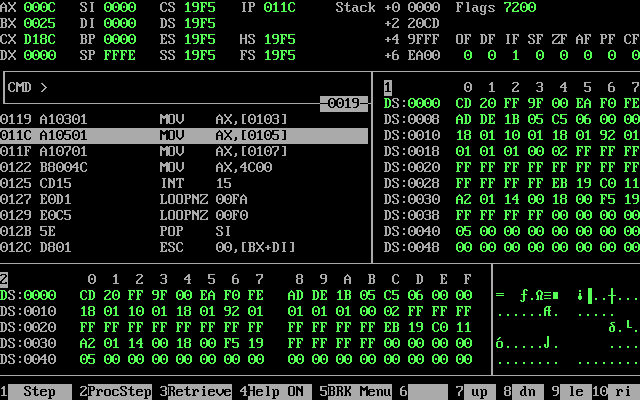 AX 000C SI 0000 CS 19F5 IP 011C Stack +0 0000 Flags 7200
BX 0025 DI 0000 DS 19F5 +2 20CD
CX D18C BP 0000 ES 19F5 HS 19F5 +4 9FFF OF DF IF SF ZF AF PF CF
DX 0000 SP FFFE SS 19F5 FS 19F5 +6 EA00 0 0 1 0 0 0 0 0
CMD >
0019
0119 A10301 MOV AX,[0103]
011C A10501 MOV AX,[0105]
011F A10701 MOV AX,[0107]
0122 B8004C MOV AX,4C00
0125 CD15 INT 15
0127 E0D1 LOOPNZ 00FA
0129 E0C5 LOOPNZ 00F0
012B 5E POP SI
012C D801 ESC 00,[BX+DI]
1 0 1 2 3 4 5 6 7
DS:0000 CD 20 FF 9F 00 EA F0 FE
DS:0008 AD DE 1B 05 C5 06 00 00
DS:0010 18 01 10 01 18 01 92 01
DS:0018 01 01 01 00 02 FF FF FF
DS:0020 FF FF FF FF FF FF FF FF
DS:0028 FF FF FF FF EB 19 C0 11
DS:0030 A2 01 14 00 18 00 F5 19
DS:0038 FF FF FF FF 00 00 00 00
DS:0040 05 00 00 00 00 00 00 00
DS:0048 00 00 00 00 00 00 00 00
2 0 1 2 3 4 5 6 7 8 9 A B C D E F
DS:0000 CD 20 FF 9F 00 EA F0 FE AD DE 1B 05 C5 06 00 00 = ƒ.Ω≡■ ¡▐..┼...
DS:0010 18 01 10 01 18 01 92 01 01 01 01 00 02 FF FF FF ......Æ. .....
DS:0020 FF FF FF FF FF FF FF FF FF FF FF FF EB 19 C0 11 δ.└.
DS:0030 A2 01 14 00 18 00 F5 19 FF FF FF FF 00 00 00 00 ó.....⌡. ....
DS:0040 05 00 00 00 00 00 00 00 00 00 00 00 00 00 00 00 ........ ........
1 Step 2 ProcStep 3 Retrieve 4 Help ON 5 BRK Menu 6 7 up 8 dn 9 le 10 ri